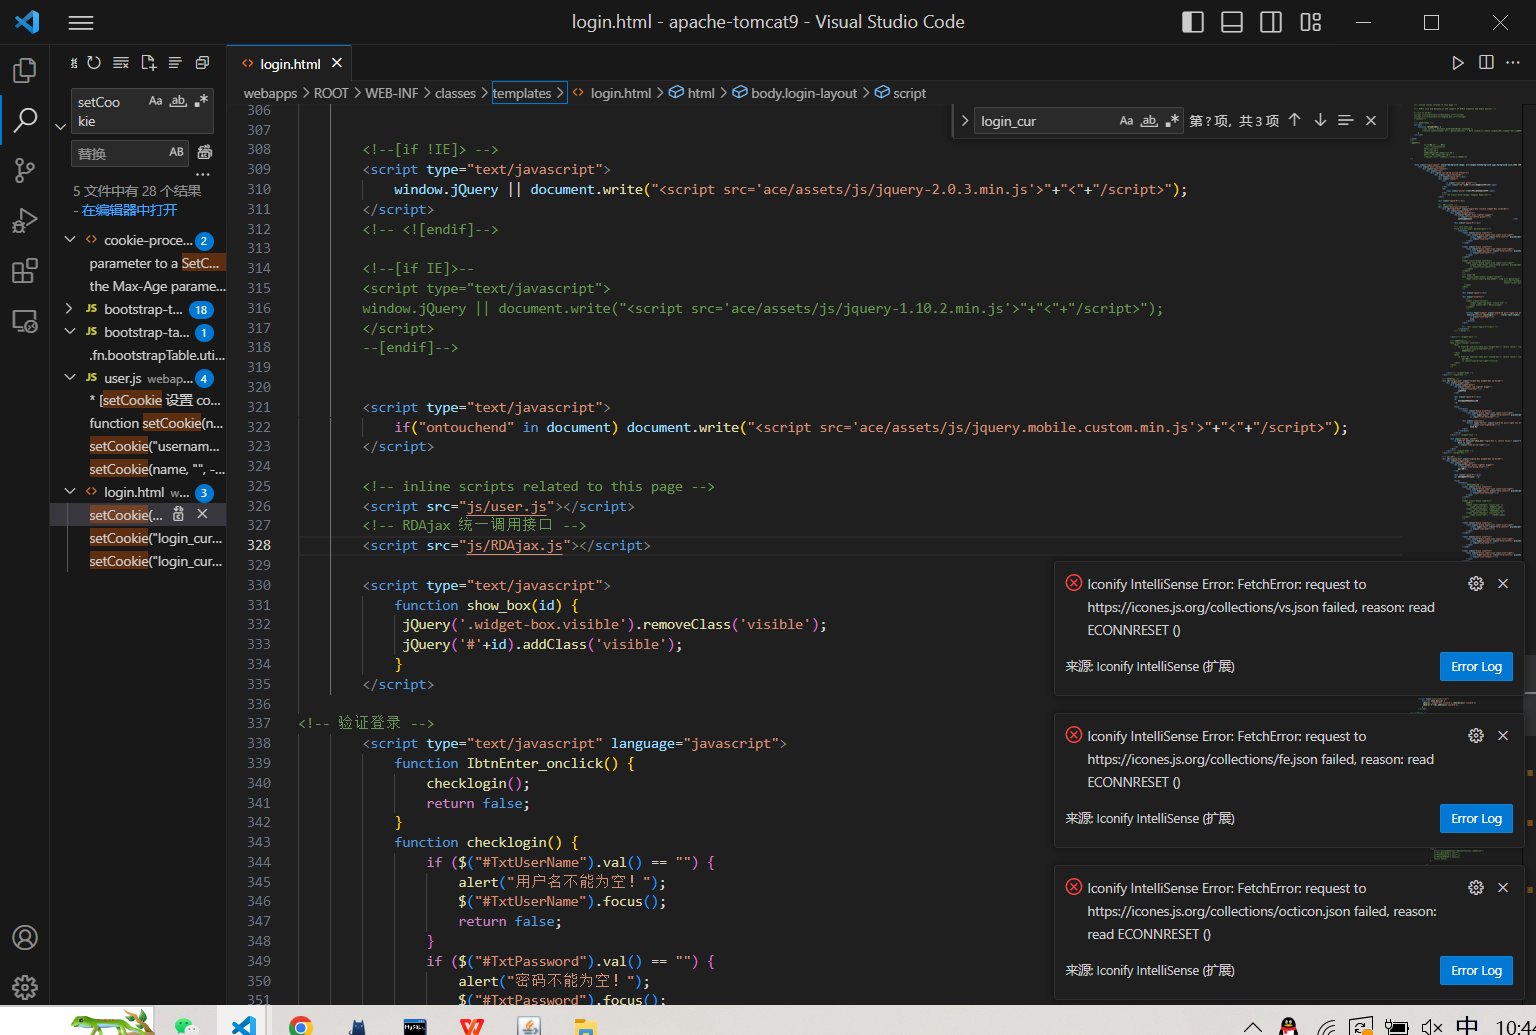 login.html - apache-tomcat9 - Visual Studio Code
login.html
webapps > ROOT > WEB-INF > classes > templates > login.html > html > body.login-layout > script
setCoo
kie
Aa ab
替换
AB
5 文件中有 28 个结果
- 在编辑器中打开
cookie-proce... 2
parameter to a SetC...
the Max-Age parame...
JS bootstrap-t... 18
JS bootstrap-ta... 1
.fn.bootstrapTable.uti...
JS user.js webap... 4
* [setCookie 设置 co...
function setCookie(n...
setCookie("usernam...
setCookie(name, "", -...
login.html w... 3
setCookie(...
setCookie("login_cur...
setCookie("login_cur...
login_cur
Aa ab
第 ? 项, 共 3 项
306
307
308 <!--[if !IE]> -->
309 <script type="text/javascript">
310 window.jQuery || document.write("<script src='ace/assets/js/jquery-2.0.3.min.js'>"+"<"+"/script>");
311 </script>
312 <!-- <![endif]-->
313
314 <!--[if IE]>--
315 <script type="text/javascript">
316 window.jQuery || document.write("<script src='ace/assets/js/jquery-1.10.2.min.js'>"+"<"+"/script>");
317 </script>
318 --[endif]-->
319
320
321 <script type="text/javascript">
322 if("ontouchend" in document) document.write("<script src='ace/assets/js/jquery.mobile.custom.min.js'>"+"<"+"/script>");
323 </script>
324
325 <!-- inline scripts related to this page -->
326 <script src="js/user.js"></script>
327 <!-- RDAjax 统一调用接口 -->
328 <script src="js/RDAjax.js"></script>
329
330 <script type="text/javascript">
331 function show_box(id) {
332 jQuery('.widget-box.visible').removeClass('visible');
333 jQuery('#'+id).addClass('visible');
334 }
335 </script>
336
337 <!-- 验证登录 -->
338 <script type="text/javascript" language="javascript">
339 function IbtnEnter_onclick() {
340 checklogin();
341 return false;
342 }
343 function checklogin() {
344 if ($("#TxtUserName").val() == "") {
345 alert("用户名不能为空！");
346 $("#TxtUserName").focus();
347 return false;
348 }
349 if ($("#TxtPassword").val() == "") {
350 alert("密码不能为空！");
351 $("#TxtPassword").focus();
Iconify IntelliSense Error: FetchError: request to
https://icones.js.org/collections/vs.json failed, reason: read
ECONNRESET ()
来源: Iconify IntelliSense (扩展)
Error Log
Iconify IntelliSense Error: FetchError: request to
https://icones.js.org/collections/fe.json failed, reason: read
ECONNRESET ()
来源: Iconify IntelliSense (扩展)
Error Log
Iconify IntelliSense Error: FetchError: request to
https://icones.js.org/collections/octicon.json failed, reason:
read ECONNRESET ()
来源: Iconify IntelliSense (扩展)
Error Log
中
10:4